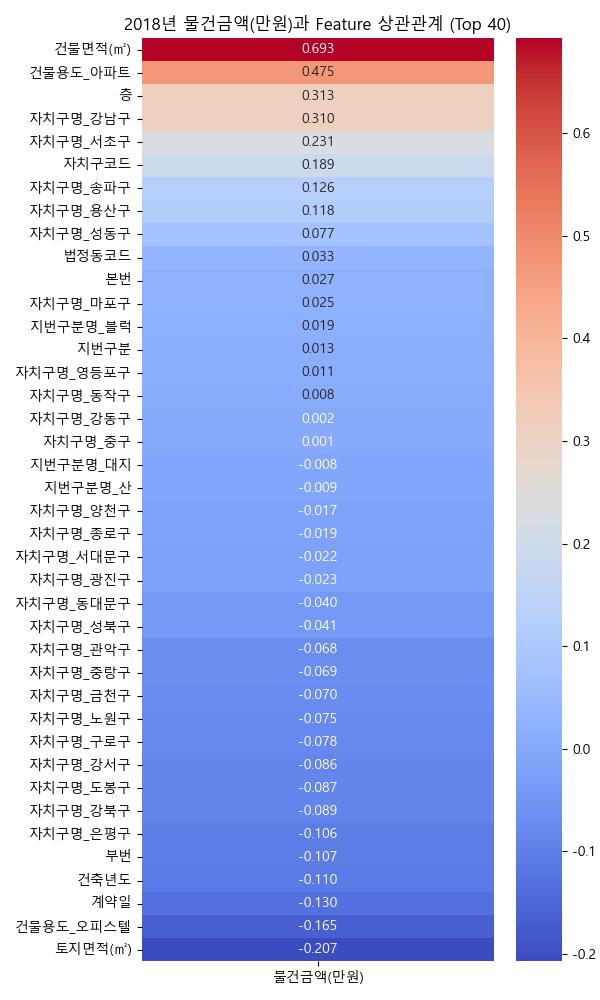 2018년 물건금액(만원)과 Feature 상관관계 (Top 40)
건물면적(㎡) 0.693
건물용도_아파트 0.475
층 0.313
자치구명_강남구 0.310
자치구명_서초구 0.231
자치구코드 0.189
자치구명_송파구 0.126
자치구명_용산구 0.118
자치구명_성동구 0.077
법정동코드 0.033
본번 0.027
자치구명_마포구 0.025
지번구분명_블럭 0.019
지번구분 0.013
자치구명_영등포구 0.011
자치구명_동작구 0.008
자치구명_강동구 0.002
자치구명_중구 0.001
지번구분명_대지 -0.008
지번구분명_산 -0.009
자치구명_양천구 -0.017
자치구명_종로구 -0.019
자치구명_서대문구 -0.022
자치구명_광진구 -0.023
자치구명_동대문구 -0.040
자치구명_성북구 -0.041
자치구명_관악구 -0.068
자치구명_중랑구 -0.069
자치구명_금천구 -0.070
자치구명_노원구 -0.075
자치구명_구로구 -0.078
자치구명_강서구 -0.086
자치구명_도봉구 -0.087
자치구명_강북구 -0.089
자치구명_은평구 -0.106
부번 -0.107
건축년도 -0.110
계약일 -0.130
건물용도_오피스텔 -0.165
토지면적(㎡) -0.207
물건금액(만원)
0.6
0.5
0.4
0.3
0.2
0.1
0.0
-0.1
-0.2